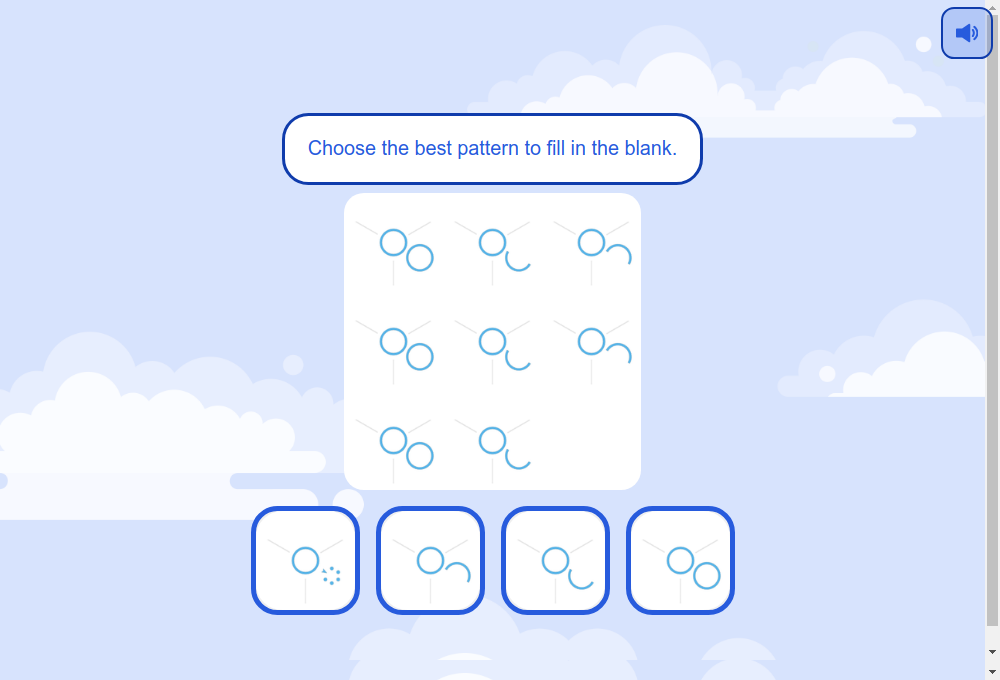 Choose the best pattern to fill in the blank.